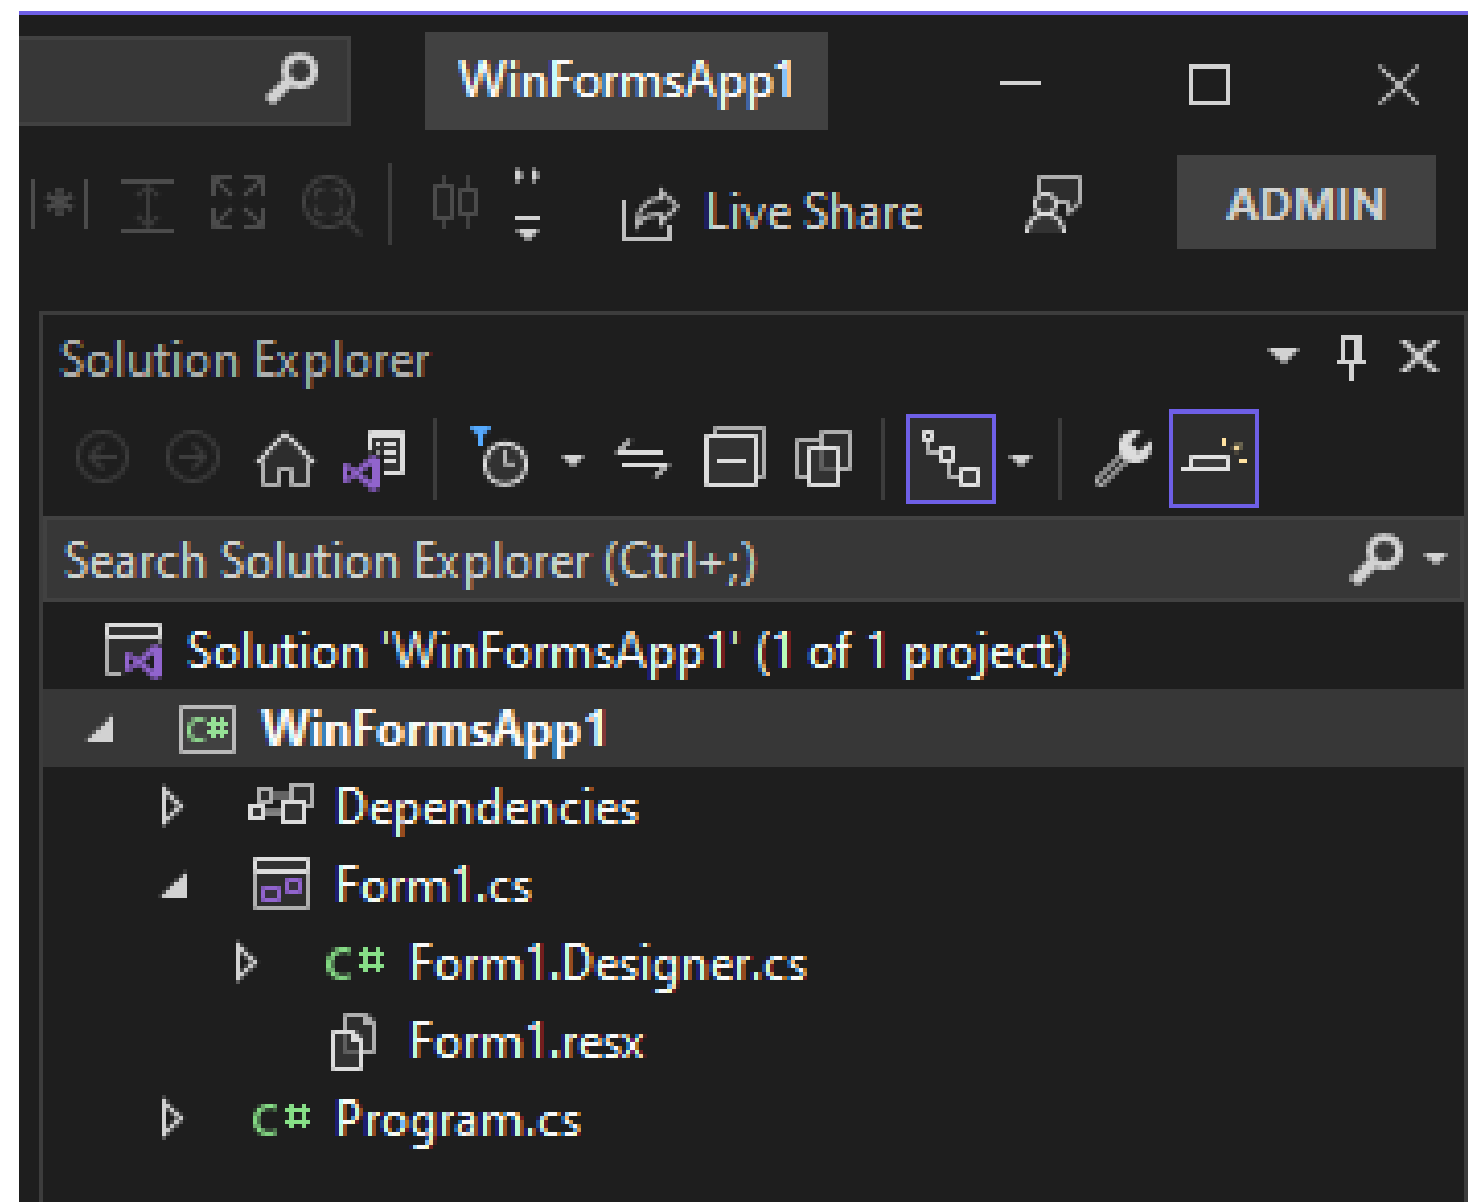 WinFormsApp1
Live Share
ADMIN
Solution Explorer
Search Solution Explorer (Ctrl+;)
Solution 'WinFormsApp1' (1 of 1 project)
C# WinFormsApp1
Dependencies
Form1.cs
C# Form1.Designer.cs
Form1.resx
C# Program.cs